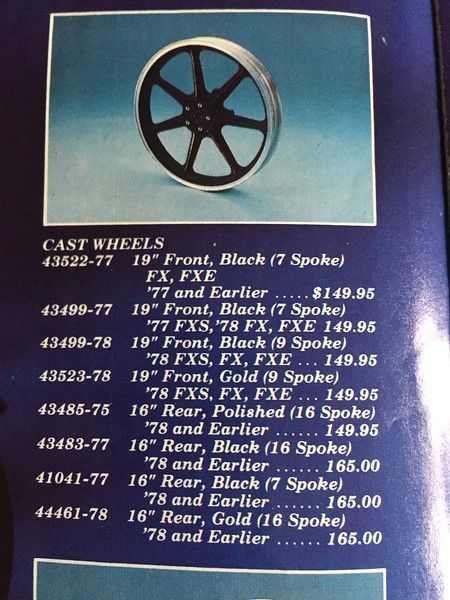 CAST WHEELS
43522-77 19" Front, Black (7 Spoke)
FX, FXE
'77 and Earlier ..... $149.95
43499-77 19" Front, Black (7 Spoke)
'77 FXS,'78 FX, FXE 149.95
43499-78 19" Front, Black (9 Spoke)
'78 FXS, FX, FXE ... 149.95
43523-78 19" Front, Gold (9 Spoke)
'78 FXS, FX, FXE ... 149.95
43485-75 16" Rear, Polished (16 Spoke)
'78 and Earlier ...... 149.95
43483-77 16" Rear, Black (16 Spoke)
'78 and Earlier ...... 165.00
41041-77 16" Rear, Black (7 Spoke)
'78 and Earlier ...... 165.00
44461-78 16" Rear, Gold (16 Spoke)
'78 and Earlier ...... 165.00